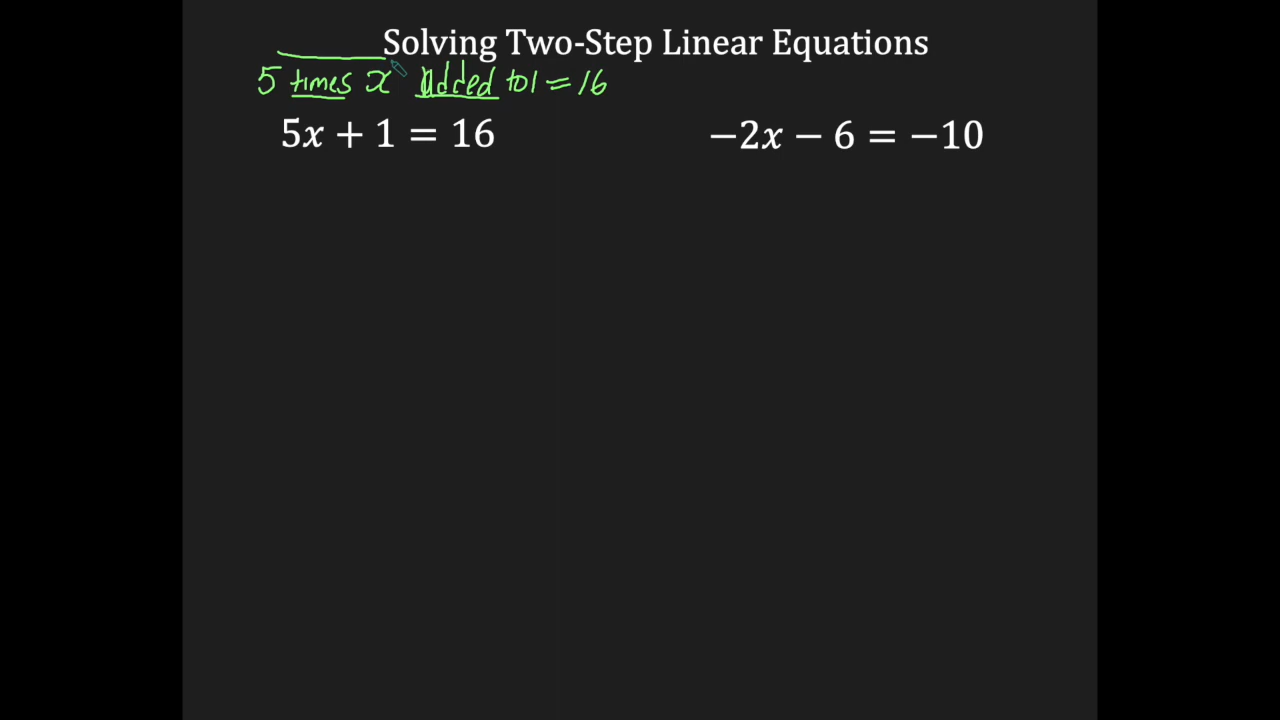 Solving Two-Step Linear Equations
5 times x added to 1 = 16
5x + 1 = 16
−2x − 6 = −10